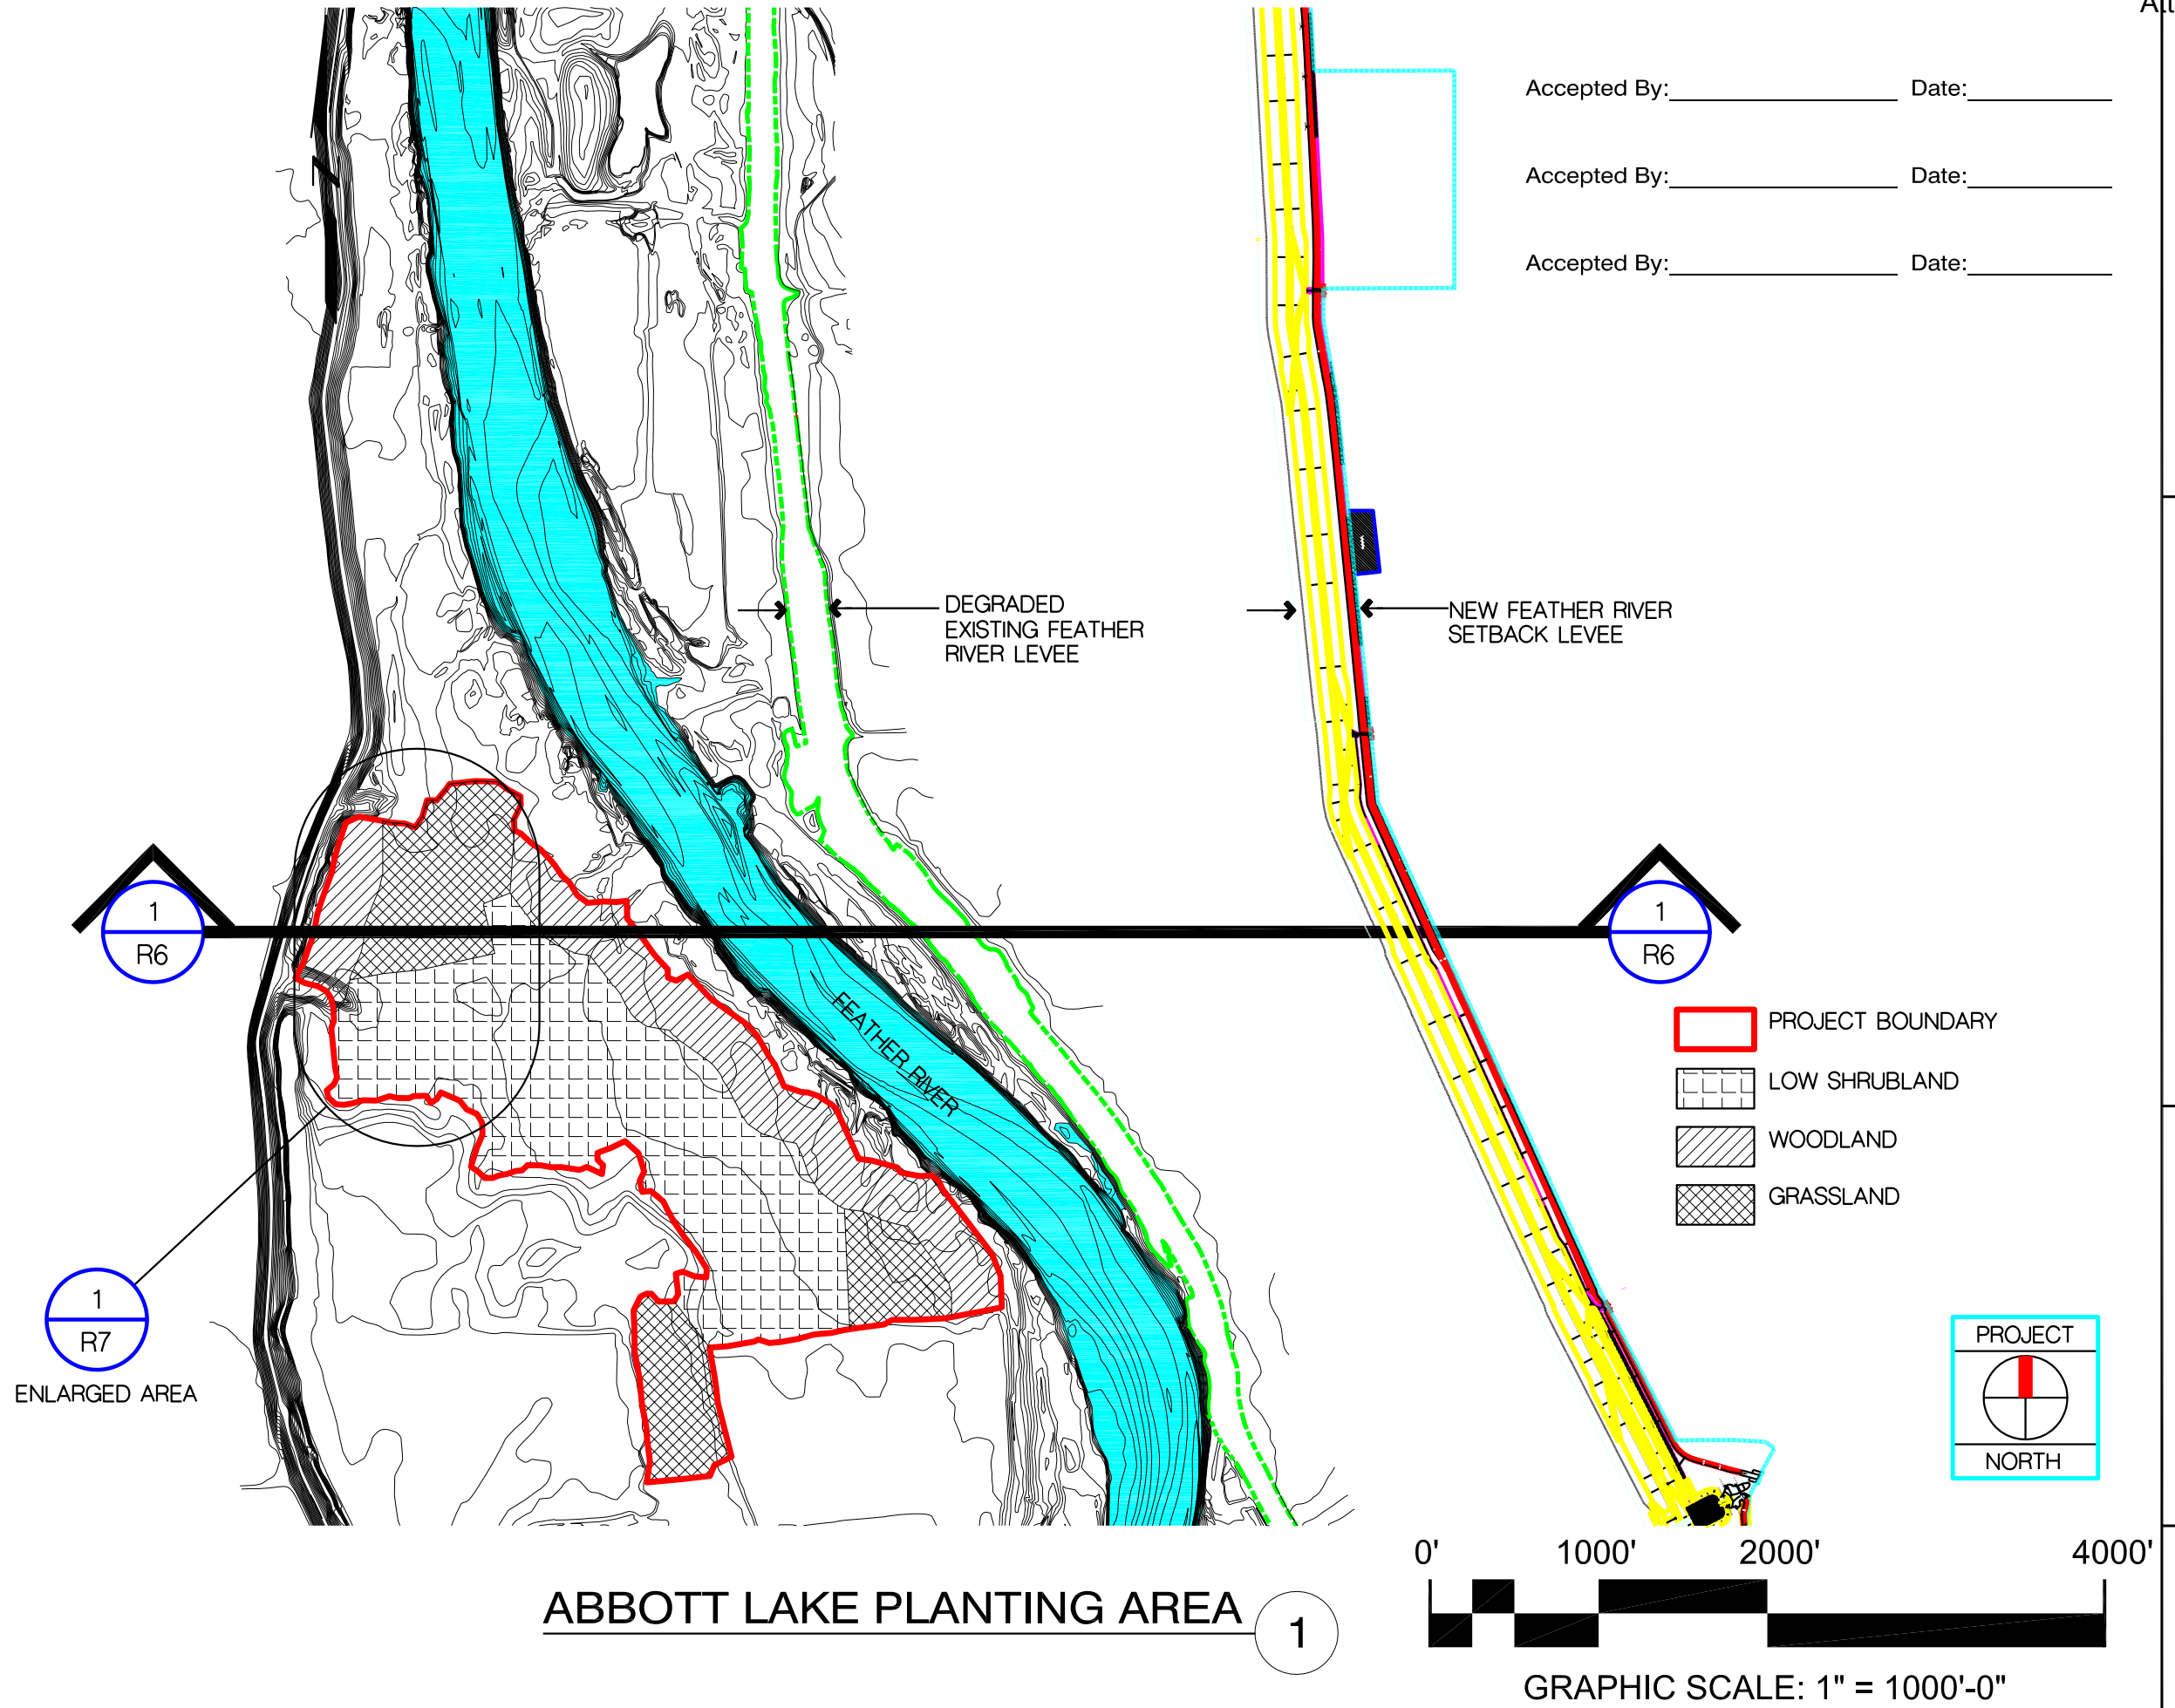 Accepted By: Date:
Accepted By: Date:
Accepted By: Date:
DEGRADED
EXISTING FEATHER
RIVER LEVEE
NEW FEATHER RIVER
SETBACK LEVEE
1
R6
1
R6
FEATHER RIVER
PROJECT BOUNDARY
LOW SHRUBLAND
WOODLAND
GRASSLAND
1
R7
ENLARGED AREA
PROJECT
NORTH
0' 1000' 2000' 4000'
ABBOTT LAKE PLANTING AREA 1
GRAPHIC SCALE: 1" = 1000'-0"